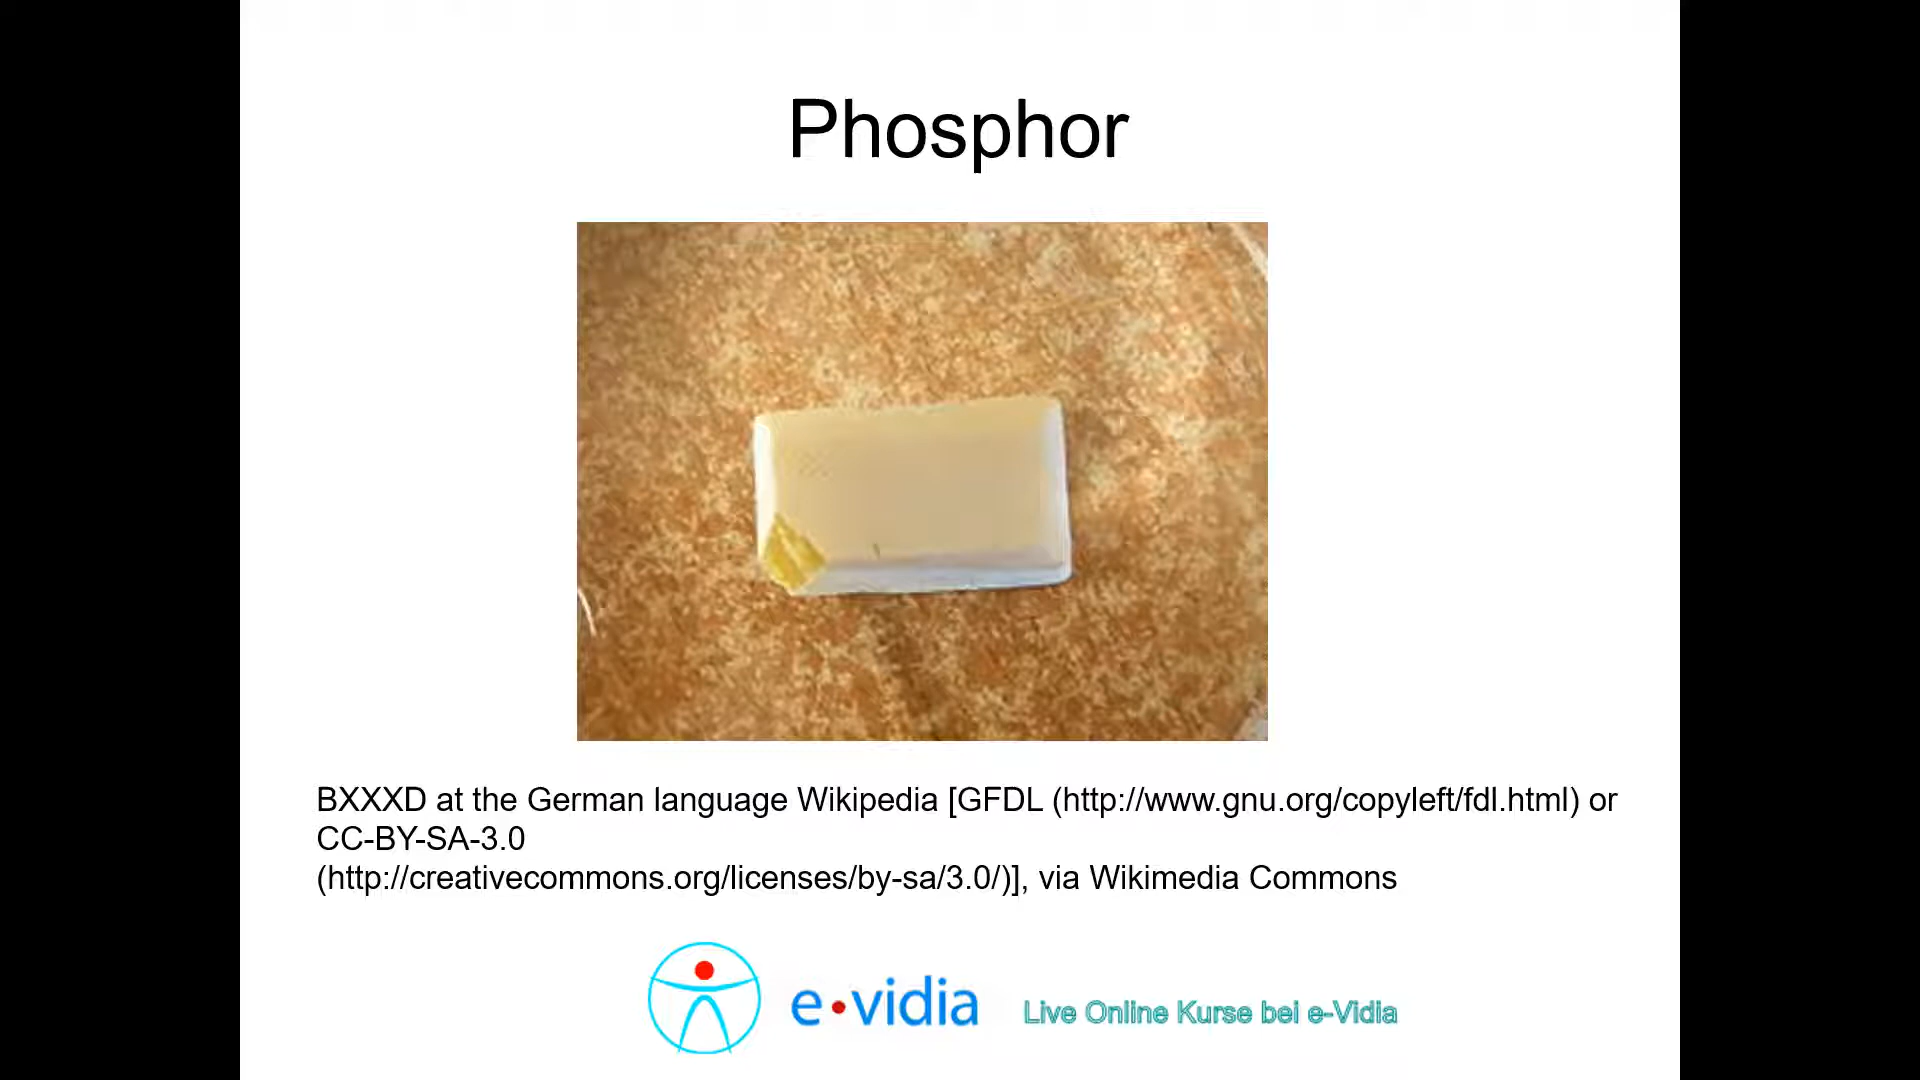 Phosphor
BXXXD at the German language Wikipedia [GFDL (http://www.gnu.org/copyleft/fdl.html) or
CC-BY-SA-3.0
(http://creativecommons.org/licenses/by-sa/3.0/)], via Wikimedia Commons
e•vidia Live Online Kurse bei e-Vidia